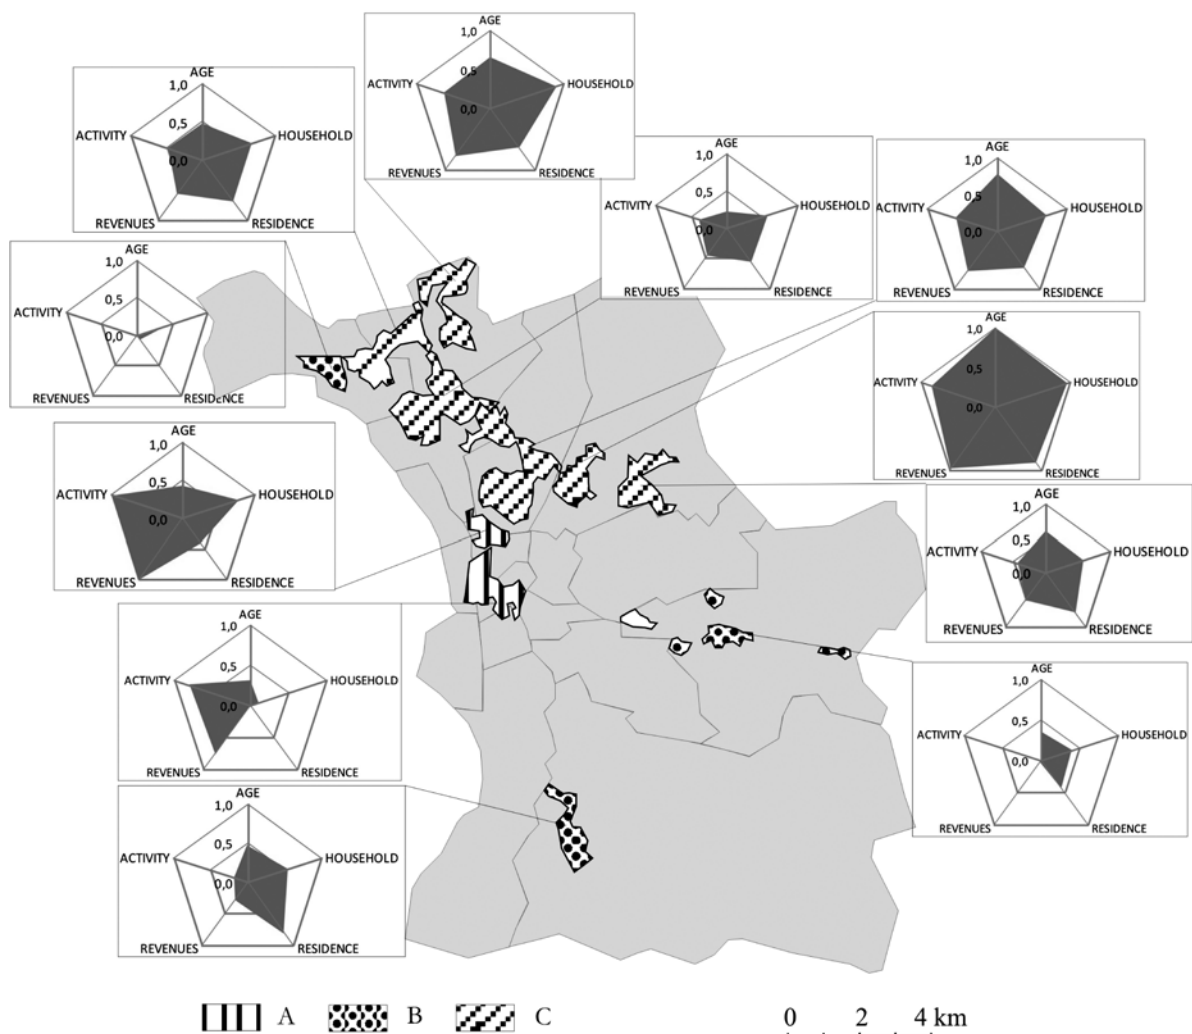 AGE
1,0
0,5
0,0
HOUSEHOLD
ACTIVITY
REVENUES
RESIDENCE
AGE
1,0
0,5
0,0
HOUSEHOLD
ACTIVITY
REVENUES
RESIDENCE
AGE
1,0
0,5
0,0
HOUSEHOLD
ACTIVITY
REVENUES
RESIDENCE
AGE
1,0
0,5
0,0
HOUSEHOLD
ACTIVITY
REVENUES
RESIDENCE
AGE
1,0
0,5
0,0
ACTIVITY
REVENUES
RESIDENCE
AGE
1,0
0,5
0,0
HOUSEHOLD
ACTIVITY
REVENUES
RESIDENCE
AGE
1,0
0,5
0,0
HOUSEHOLD
ACTIVITY
REVENUES
RESIDENCE
AGE
1,0
0,5
0,0
HOUSEHOLD
ACTIVITY
REVENUES
RESIDENCE
AGE
1,0
0,5
0,0
HOUSEHOLD
ACTIVITY
REVENUES
RESIDENCE
AGE
1,0
0,5
0,0
HOUSEHOLD
ACTIVITY
REVENUES
RESIDENCE
AGE
1,0
0,5
0,0
HOUSEHOLD
ACTIVITY
REVENUES
RESIDENCE
A B C
0 2 4 km